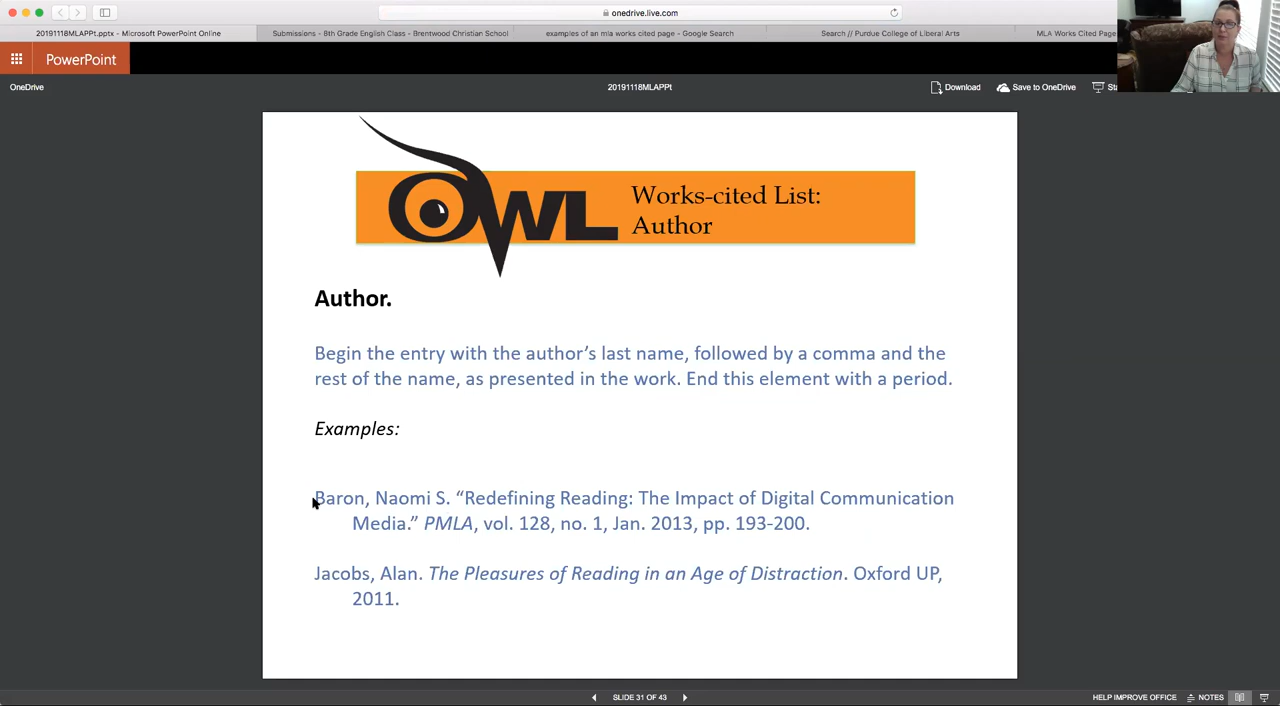 onedrive.live.com
20191118MLAPPt.pptx - Microsoft PowerPoint Online
Submissions - 8th Grade English Class - Brentwood Christian School
examples of an mla works cited page - Google Search
Search // Purdue College of Liberal Arts
MLA Works Cited Page
PowerPoint
OneDrive
20191118MLAPPt
Download
Save to OneDrive
OWL
Works-cited List:
Author
Author.
Begin the entry with the author’s last name, followed by a comma and the
rest of the name, as presented in the work. End this element with a period.
Examples:
Baron, Naomi S. “Redefining Reading: The Impact of Digital Communication
Media.” PMLA, vol. 128, no. 1, Jan. 2013, pp. 193-200.
Jacobs, Alan. The Pleasures of Reading in an Age of Distraction. Oxford UP,
2011.
SLIDE 31 OF 43
HELP IMPROVE OFFICE
NOTES